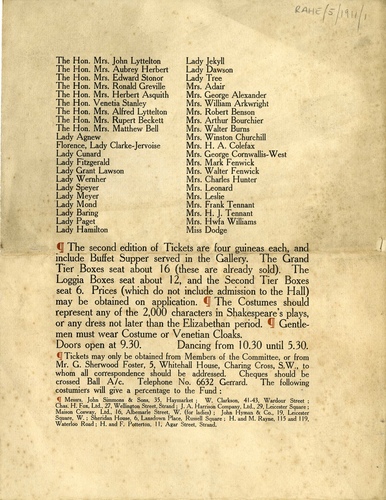 RAHE/5/1911/1
The Hon. Mrs. John Lyttelton
The Hon. Mrs. Aubrey Herbert
The Hon. Mrs. Edward Stonor
The Hon. Mrs. Ronald Greville
The Hon. Mrs. Herbert Asquith
The Hon. Venetia Stanley
The Hon. Mrs. Alfred Lyttelton
The Hon. Mrs. Rupert Beckett
The Hon. Mrs. Matthew Bell
Lady Agnew
Florence, Lady Clarke-Jervoise
Lady Cunard
Lady Fitzgerald
Lady Grant Lawson
Lady Wernher
Lady Speyer
Lady Meyer
Lady Mond
Lady Baring
Lady Paget
Lady Hamilton
Lady Jekyll
Lady Dawson
Lady Tree
Mrs. Adair
Mrs. George Alexander
Mrs. William Arkwright
Mrs. Robert Benson
Mrs. Arthur Bourchier
Mrs. Walter Burns
Mrs. Winston Churchill
Mrs. H. A. Colefax
Mrs. George Cornwallis-West
Mrs. Mark Fenwick
Mrs. Walter Fenwick
Mrs. Charles Hunter
Mrs. Leonard
Mrs. Leslie
Mrs. Frank Tennant
Mrs. H. J. Tennant
Mrs. Hwfa Williams
Miss Dodge
¶ The second edition of Tickets are four guineas each, and
include Buffet Supper served in the Gallery. The Grand
Tier Boxes seat about 16 (these are already sold). The
Loggia Boxes seat about 12, and the Second Tier Boxes
seat 6. Prices (which do not include admission to the Hall)
may be obtained on application. ¶ The Costumes should
represent any of the 2,000 characters in Shakespeare's plays,
or any dress not later than the Elizabethan period. ¶ Gentle-
men must wear Costume or Venetian Cloaks.
Doors open at 9.30. Dancing from 10.30 until 5.30.
¶ Tickets may only be obtained from Members of the Committee, or from
Mr. G. Sherwood Foster, 5, Whitehall House, Charing Cross, S.W., to
whom all correspondence should be addressed. Cheques should be
crossed Ball A/c. Telephone No. 6632 Gerrard. The following
costumiers will give a percentage to the Fund:
¶ Messrs. John Simmons & Sons, 35, Haymarket; W. Clarkson, 41-43, Wardour Street;
Chas. H. Fox, Ltd., 27, Wellington Street, Strand; J. A. Harrison Company, Ltd., 29, Leicester Square;
Maison Corway, Ltd., 16, Albemarle Street, W. (for ladies); John Hyman & Co., 19, Leicester
Square, W.; Sheridan House, 6, Lansdown Place, Russell Square; H. and M. Rayne, 115 and 119,
Waterloo Road; H. and F. Potterton, 11, Agar Street, Strand.